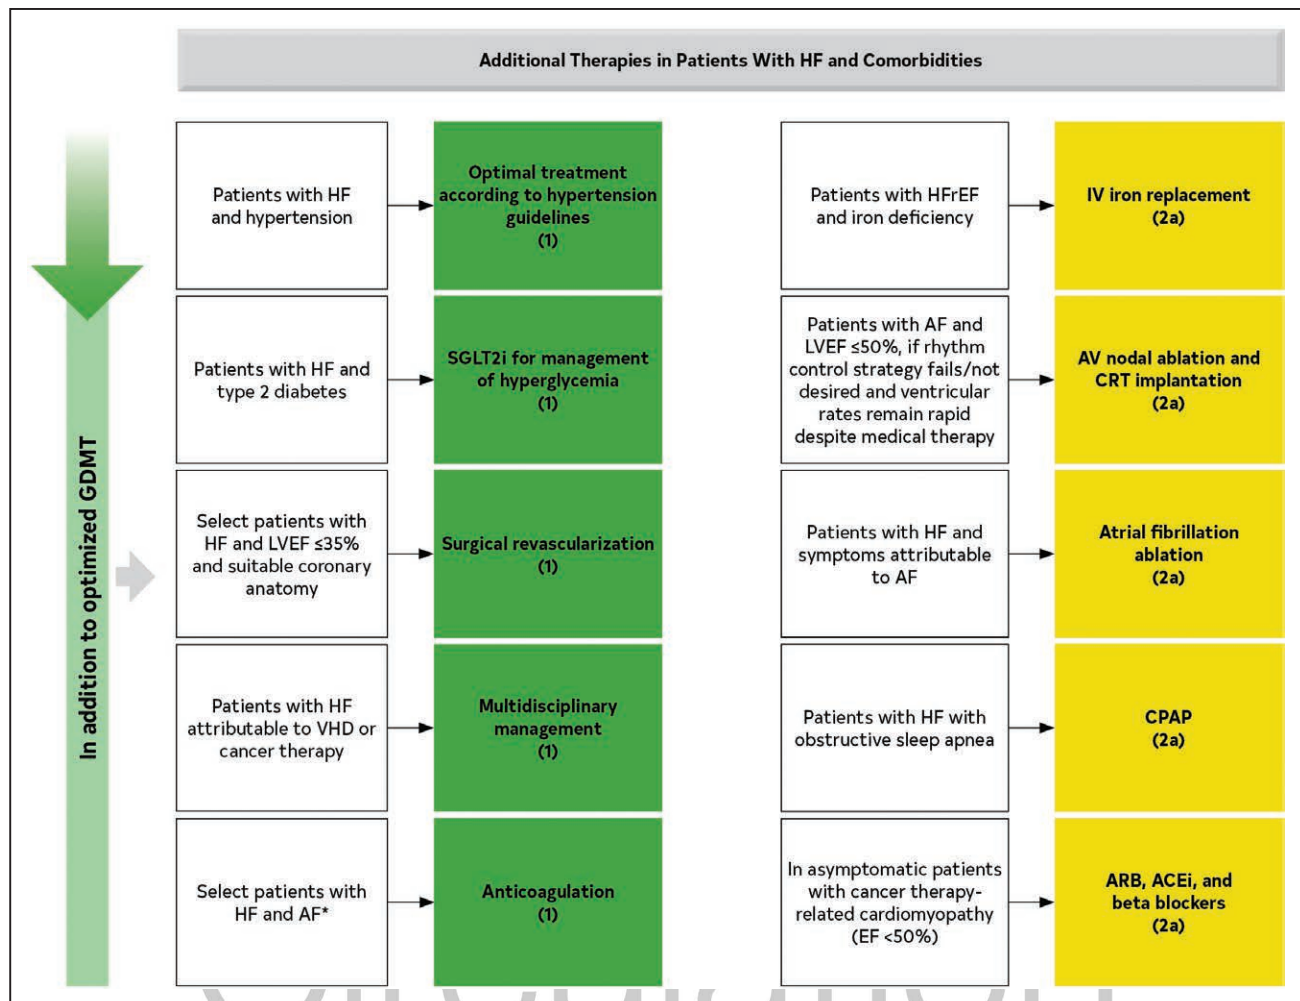 Additional Therapies in Patients With HF and Comorbidities
In addition to optimized GDMT
Patients with HF
and hypertension
Optimal treatment
according to hypertension
guidelines
(1)
Patients with HF and
type 2 diabetes
SGLT2i for management
of hyperglycemia
(1)
Select patients with
HF and LVEF ≤35%
and suitable coronary
anatomy
Surgical revascularization
(1)
Patients with HF
attributable to VHD or
cancer therapy
Multidisciplinary
management
(1)
Select patients with
HF and AF*
Anticoagulation
(1)
Patients with HFrEF
and iron deficiency
IV iron replacement
(2a)
Patients with AF and
LVEF ≤50%, if rhythm
control strategy fails/not
desired and ventricular
rates remain rapid
despite medical therapy
AV nodal ablation and
CRT implantation
(2a)
Patients with HF and
symptoms attributable
to AF
Atrial fibrillation
ablation
(2a)
Patients with HF with
obstructive sleep apnea
CPAP
(2a)
In asymptomatic patients
with cancer therapy-
related cardiomyopathy
(EF <50%)
ARB, ACEi, and
beta blockers
(2a)